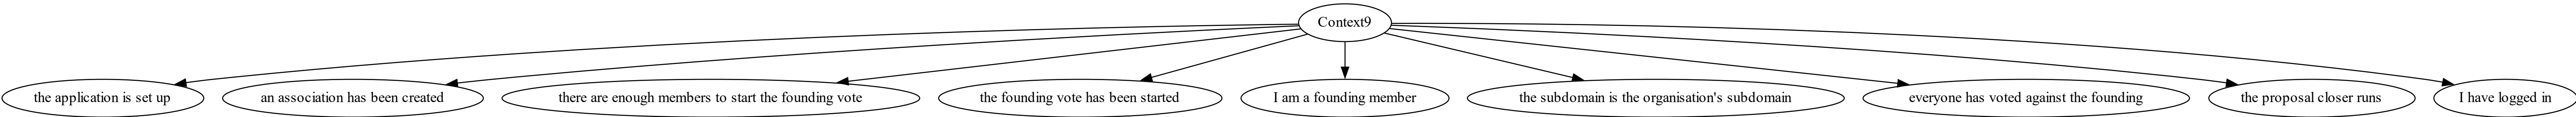 Context9
the application is set up
an association has been created
there are enough members to start the founding vote
the founding vote has been started
I am a founding member
the subdomain is the organisation's subdomain
everyone has voted against the founding
the proposal closer runs
I have logged in